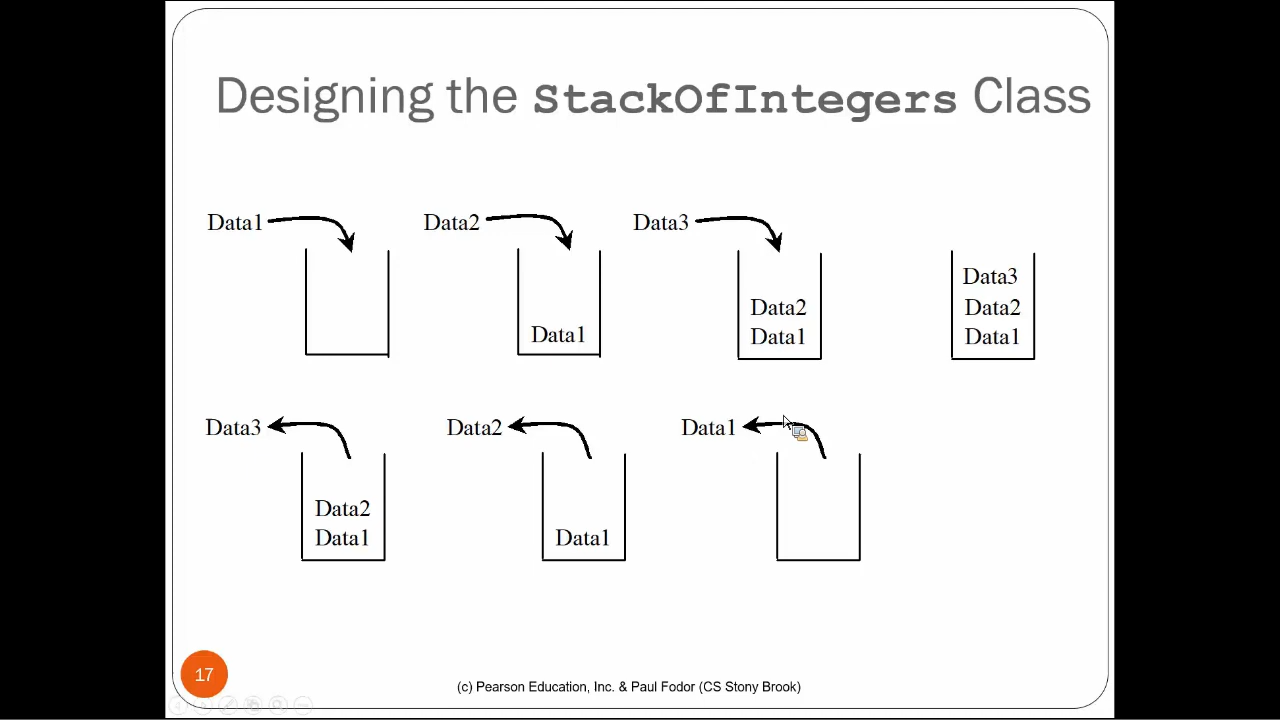 Designing the StackOfIntegers Class
Data1
Data2
Data3
Data1
Data2
Data1
Data3
Data2
Data1
Data3
Data2
Data1
Data2
Data1
Data1
17
(c) Pearson Education, Inc. & Paul Fodor (CS Stony Brook)